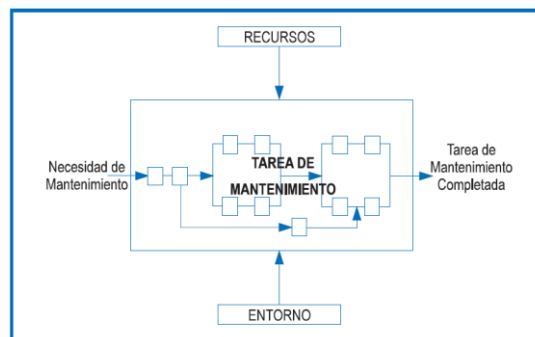 RECURSOS
Necesidad de
Mantenimiento
TAREA DE
MANTENIMIENTO
Tarea de
Mantenimiento
Completada
ENTORNO